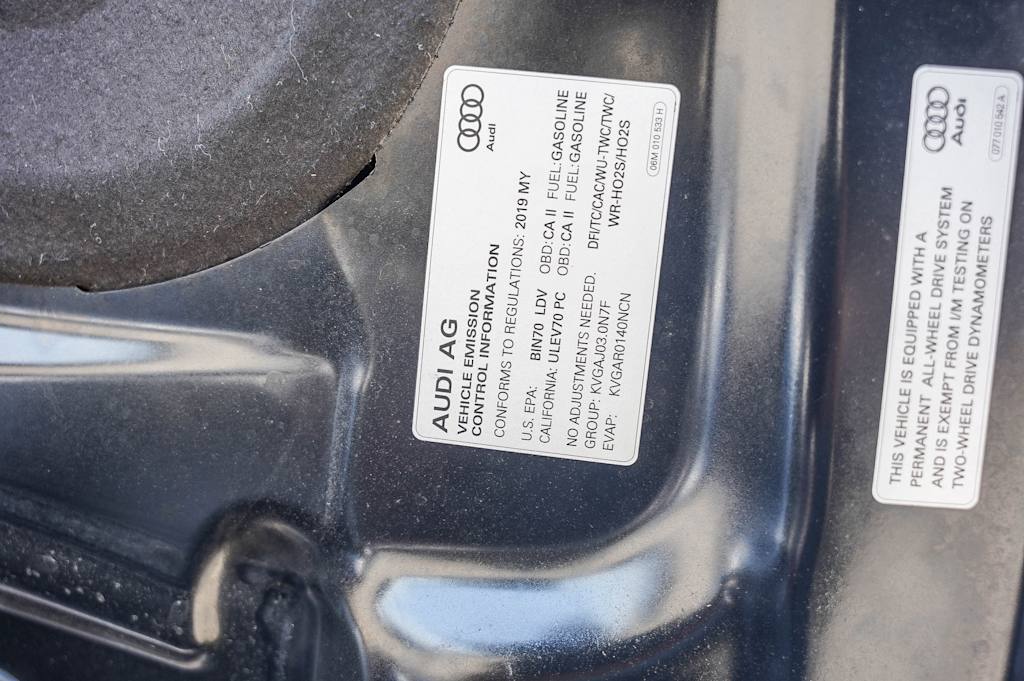 AUDI AG
VEHICLE EMISSION
CONTROL INFORMATION
Audi
CONFORMS TO REGULATIONS: 2019 MY
U.S. EPA: BIN70 LDV OBD: CA II FUEL: GASOLINE
CALIFORNIA: ULEV70 PC OBD: CA II FUEL: GASOLINE
NO ADJUSTMENTS NEEDED. DFI/TC/CAC/WU-TWC/TWC/
GROUP: KVGAJ03.0N7F WR-HO2S/HO2S
EVAP: KVGAR0140NCN
06M 010 533 H
THIS VEHICLE IS EQUIPPED WITH A
PERMANENT ALL-WHEEL DRIVE SYSTEM
AND IS EXEMPT FROM I/M TESTING ON
TWO-WHEEL DRIVE DYNAMOMETERS
Audi
077 010 542 A